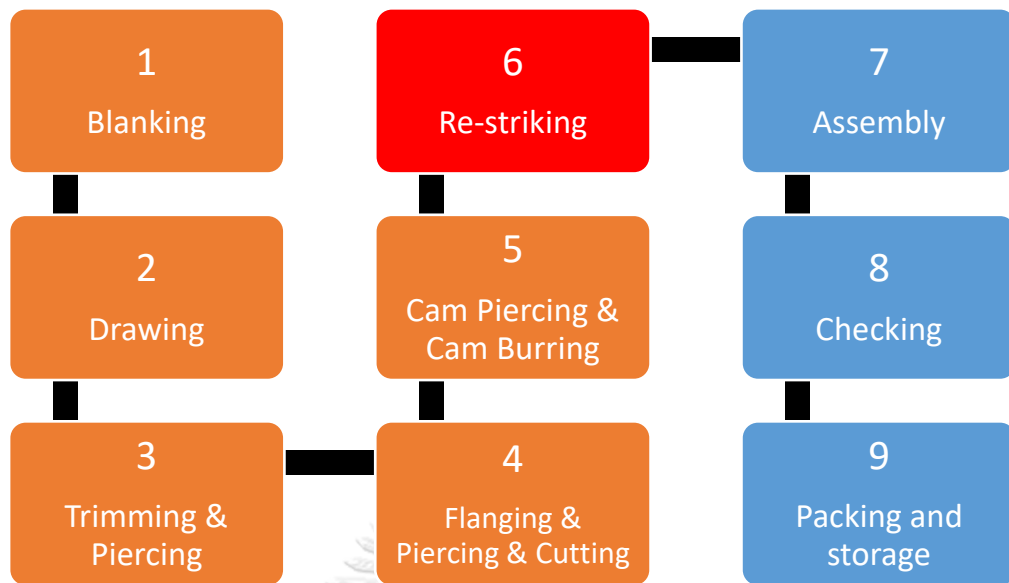 1
Blanking
2
Drawing
3
Trimming &
Piercing
4
Flanging &
Piercing & Cutting
5
Cam Piercing &
Cam Burring
6
Re-striking
7
Assembly
8
Checking
9
Packing and
storage